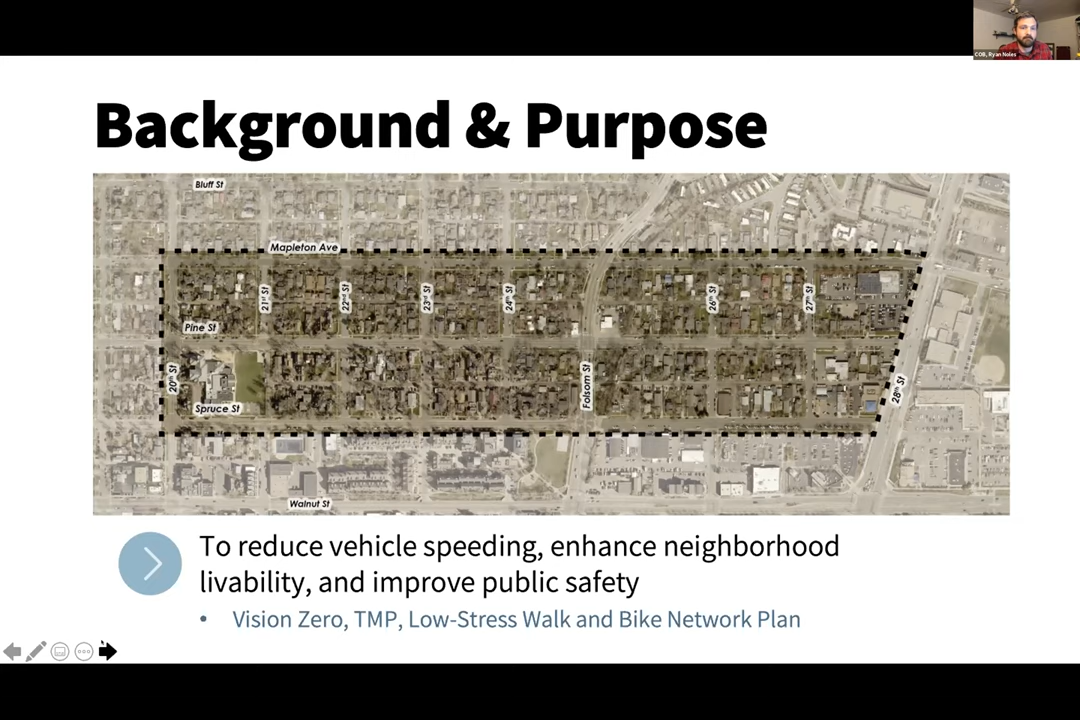 COB, Ryan Noles
Background & Purpose
Bluff St
Mapleton Ave
21st St
22nd St
23rd St
24th St
26th St
27th St
Pine St
20th St
Folsom St
28th St
Spruce St
Walnut St
To reduce vehicle speeding, enhance neighborhood
livability, and improve public safety
• Vision Zero, TMP, Low-Stress Walk and Bike Network Plan